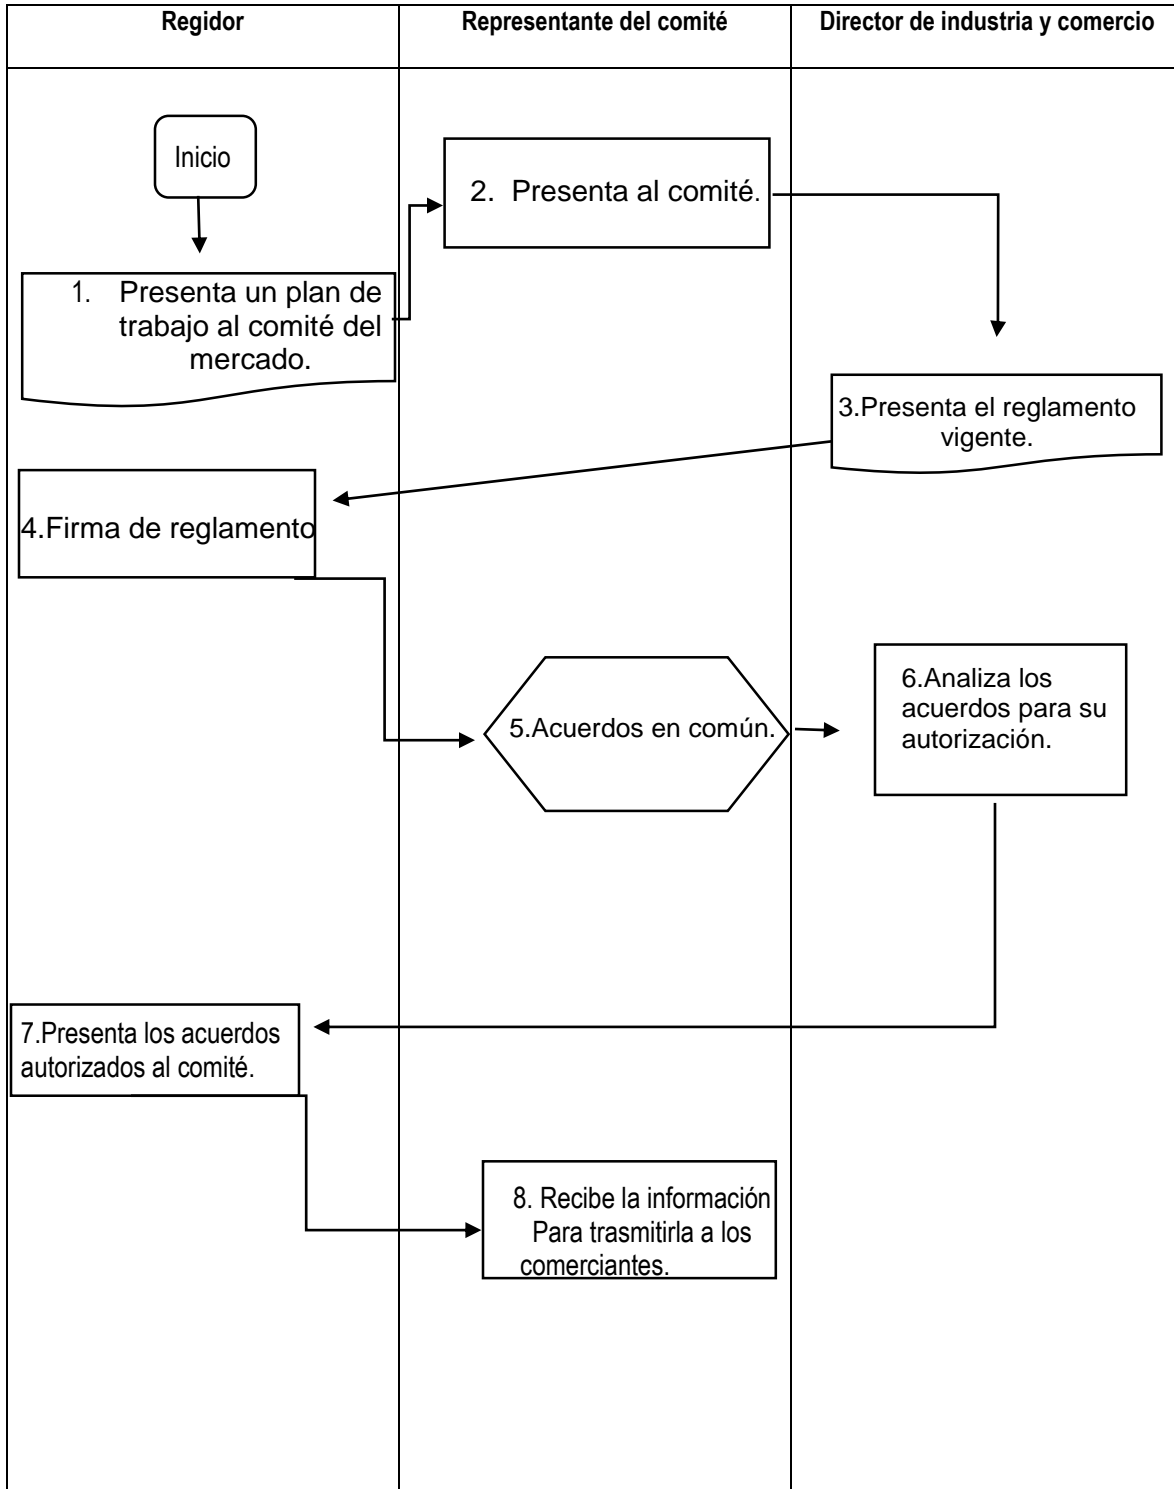 Regidor
Representante del comité
Director de industria y comercio
Inicio
1. Presenta un plan de
trabajo al comité del
mercado.
2. Presenta al comité.
3.Presenta el reglamento
vigente.
4.Firma de reglamento
5.Acuerdos en común.
6.Analiza los
acuerdos para su
autorización.
7.Presenta los acuerdos
autorizados al comité.
8. Recibe la información
Para trasmitirla a los
comerciantes.